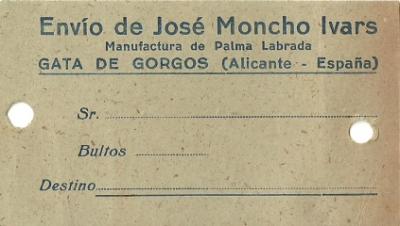 Envío de José Moncho Ivars
Manufactura de Palma Labrada
GATA DE GORGOS (Alicante - España)
Sr.
Bultos
Destino